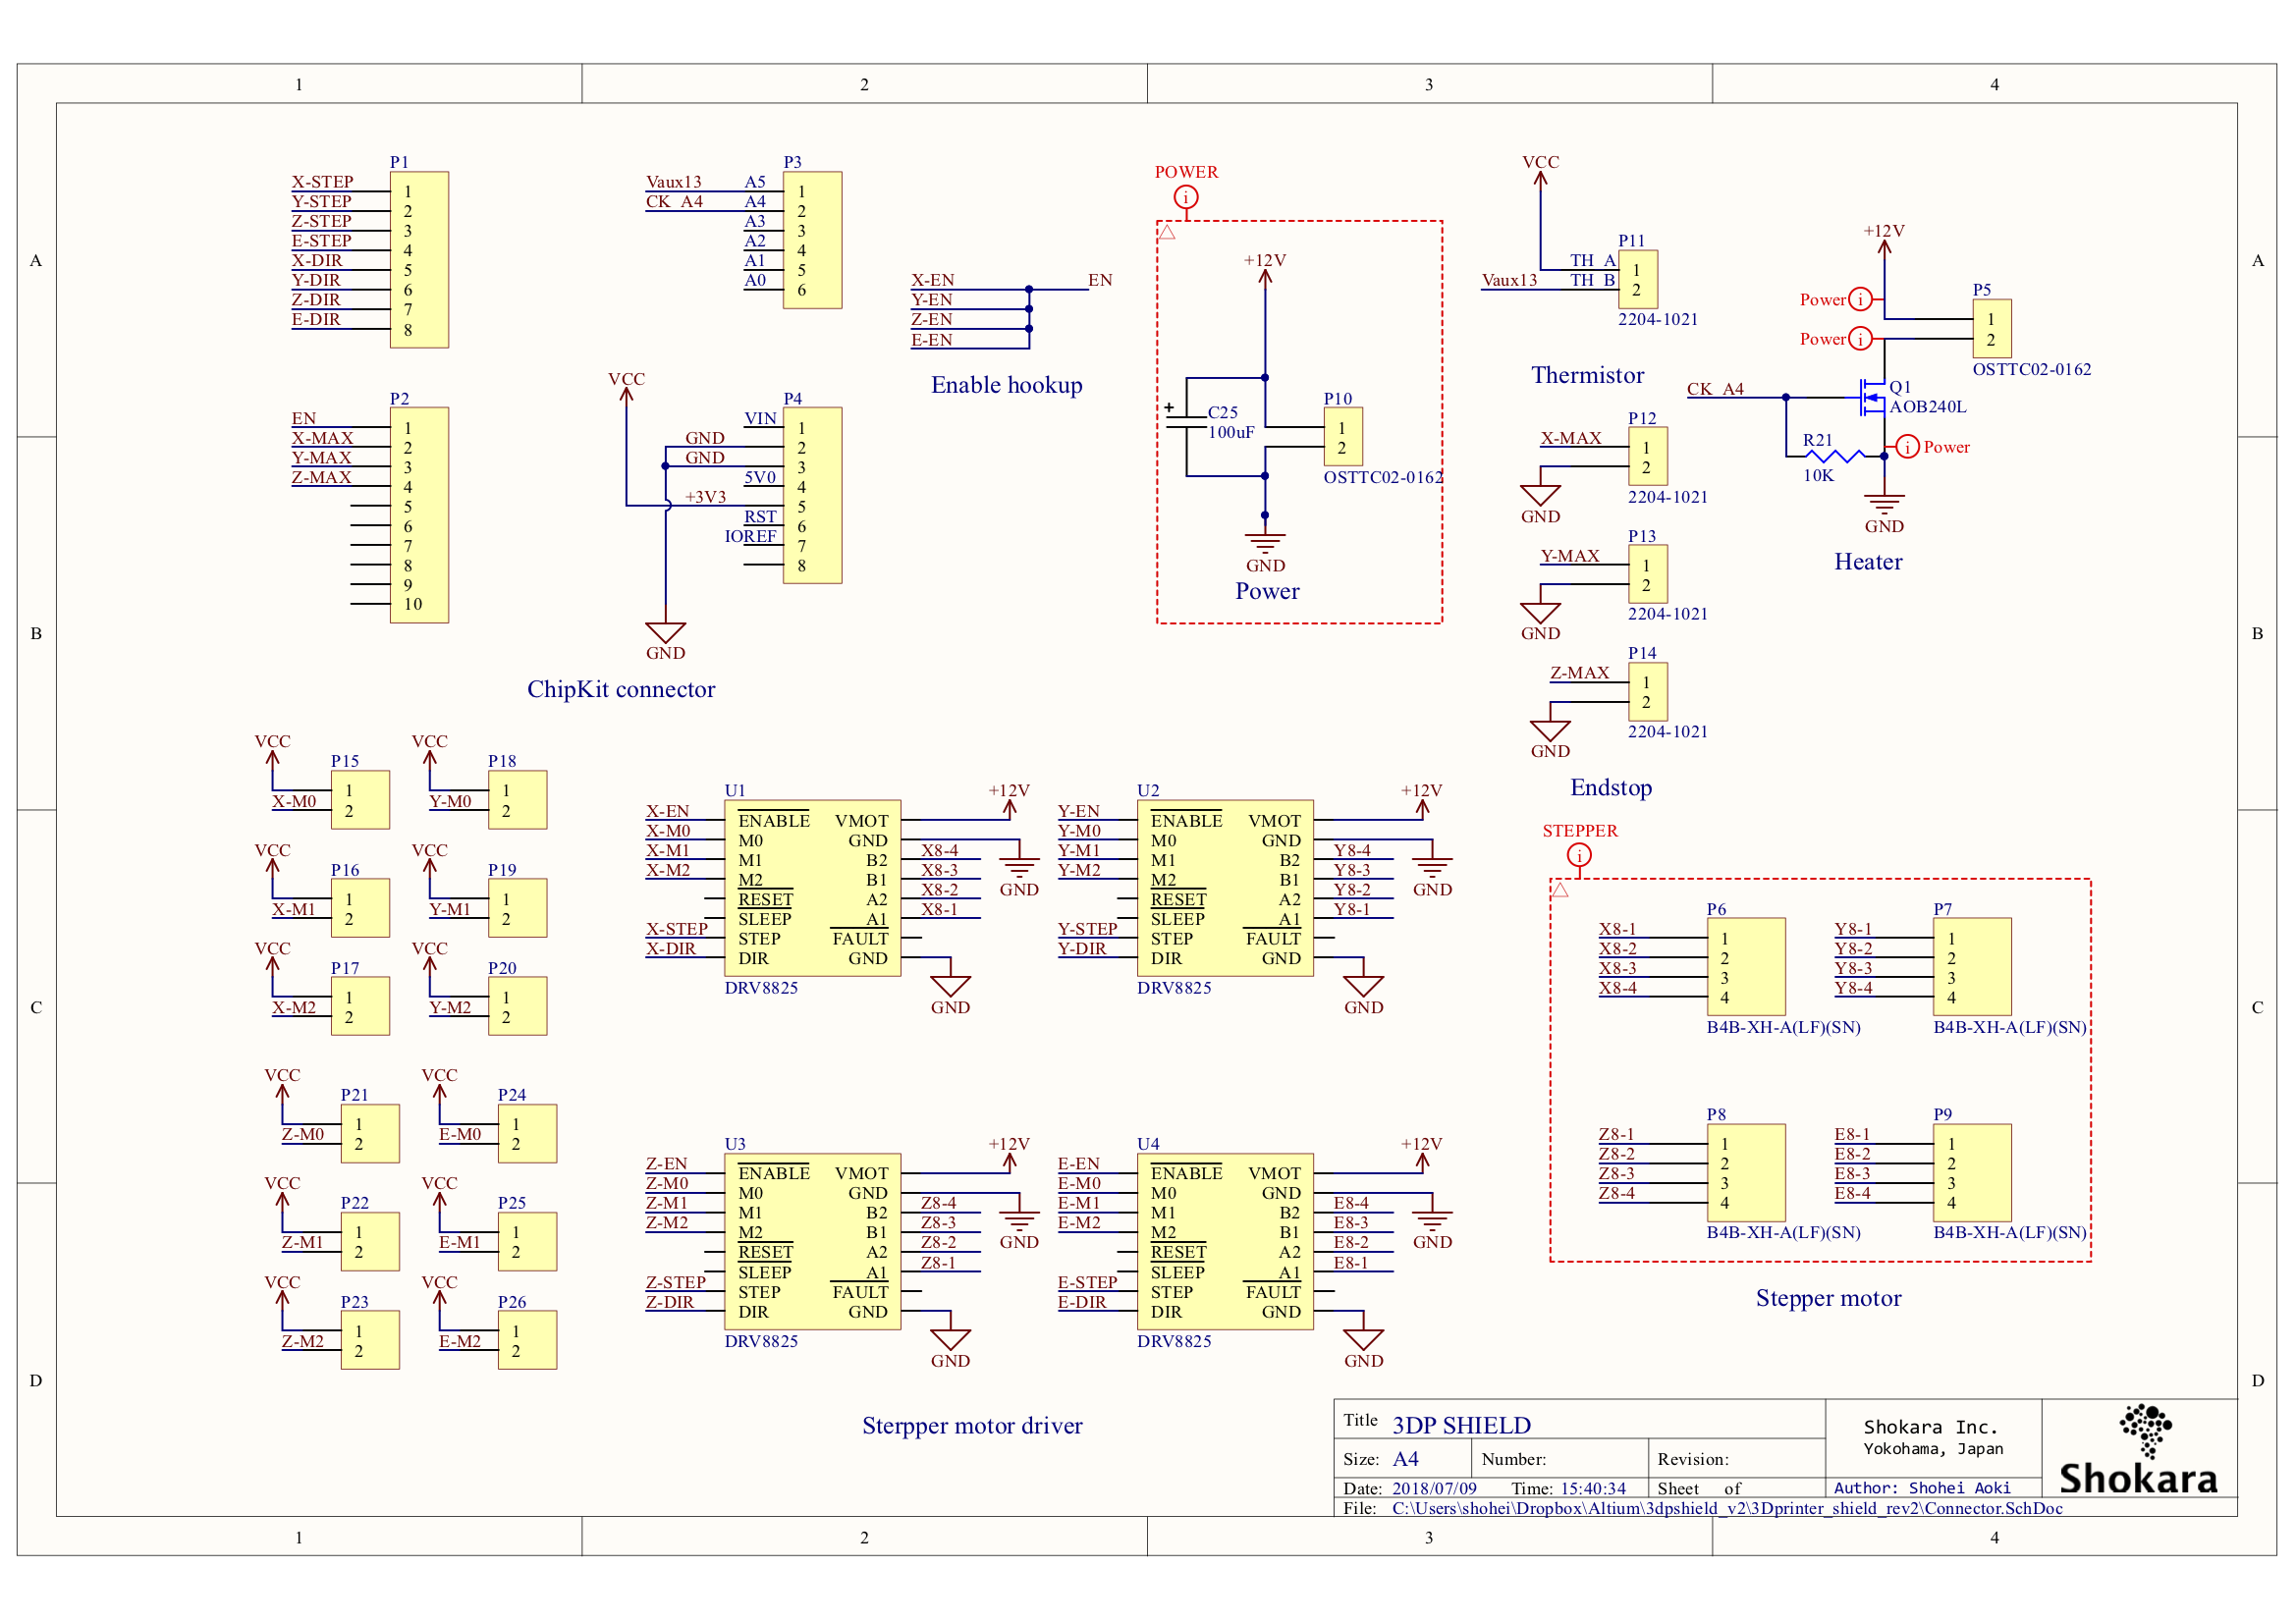 1 2 3 4
A A
B B
C C
D D
1 2 3 4
P1
X-STEP 1
Y-STEP 2
Z-STEP 3
E-STEP 4
X-DIR 5
Y-DIR 6
Z-DIR 7
E-DIR 8
P2
EN 1
X-MAX 2
Y-MAX 3
Z-MAX 4
5
6
7
8
9
10
P3
Vaux13 A5 1
CK_A4 A4 2
A3 3
A2 4
A1 5
A0 6
VCC
P4
VIN 1
GND 2
GND 3
5V0 4
+3V3 5
RST 6
IOREF 7
8
GND
ChipKit connector
X-EN EN
Y-EN
Z-EN
E-EN
Enable hookup
POWER
i
+12V
+
C25
100uF
P10
1
2
OSTTC02-0162
GND
Power
VCC
P11
TH_A 1
Vaux13 TH_B 2
2204-1021
Thermistor
P12
X-MAX 1
2
GND
2204-1021
P13
Y-MAX 1
2
GND
2204-1021
P14
Z-MAX 1
2
GND
2204-1021
Endstop
+12V
Power i
P5
1
Power i 2
OSTTC02-0162
CK_A4
Q1
AOB240L
R21
10K
i Power
GND
Heater
VCC
P15
1
X-M0 2
VCC
P18
1
Y-M0 2
VCC
P16
1
X-M1 2
VCC
P19
1
Y-M1 2
VCC
P17
1
X-M2 2
VCC
P20
1
Y-M2 2
VCC
P21
1
Z-M0 2
VCC
P24
1
E-M0 2
VCC
P22
1
Z-M1 2
VCC
P25
1
E-M1 2
VCC
P23
1
Z-M2 2
VCC
P26
1
E-M2 2
U1 +12V
X-EN ENABLE VMOT
X-M0 M0 GND
X-M1 M1 B2 X8-4
X-M2 M2 B1 X8-3
RESET A2 X8-2
SLEEP A1 X8-1
X-STEP STEP FAULT
X-DIR DIR GND
GND
DRV8825
GND
U2 +12V
Y-EN ENABLE VMOT
Y-M0 M0 GND
Y-M1 M1 B2 Y8-4
Y-M2 M2 B1 Y8-3
RESET A2 Y8-2
SLEEP A1 Y8-1
Y-STEP STEP FAULT
Y-DIR DIR GND
GND
DRV8825
GND
U3 +12V
Z-EN ENABLE VMOT
Z-M0 M0 GND
Z-M1 M1 B2 Z8-4
Z-M2 M2 B1 Z8-3
RESET A2 Z8-2
SLEEP A1 Z8-1
Z-STEP STEP FAULT
Z-DIR DIR GND
GND
DRV8825
GND
U4 +12V
E-EN ENABLE VMOT
E-M0 M0 GND
E-M1 M1 B2 E8-4
E-M2 M2 B1 E8-3
RESET A2 E8-2
SLEEP A1 E8-1
E-STEP STEP FAULT
E-DIR DIR GND
GND
DRV8825
GND
Sterpper motor driver
STEPPER
i
P6
X8-1 1
X8-2 2
X8-3 3
X8-4 4
B4B-XH-A(LF)(SN)
P7
Y8-1 1
Y8-2 2
Y8-3 3
Y8-4 4
B4B-XH-A(LF)(SN)
P8
Z8-1 1
Z8-2 2
Z8-3 3
Z8-4 4
B4B-XH-A(LF)(SN)
P9
E8-1 1
E8-2 2
E8-3 3
E8-4 4
B4B-XH-A(LF)(SN)
Stepper motor
Title 3DP SHIELD
Size: A4 Number: Revision:
Date: 2018/07/09 Time: 15:40:34 Sheet of
File: C:\Users\shohei\Dropbox\Altium\3dpshield_v2\3Dprinter_shield_rev2\Connector.SchDoc
Shokara Inc.
Yokohama, Japan
Author: Shohei Aoki
Shokara